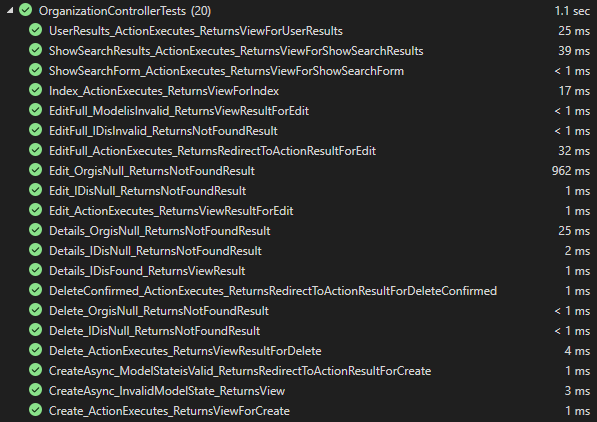 OrganizationControllerTests (20) 1.1 sec
UserResults_ActionExecutes_ReturnsViewForUserResults 25 ms
ShowSearchResults_ActionExecutes_ReturnsViewForShowSearchResults 39 ms
ShowSearchForm_ActionExecutes_ReturnsViewForShowSearchForm < 1 ms
Index_ActionExecutes_ReturnsViewForIndex 17 ms
EditFull_ModelisInvalid_ReturnsViewResultForEdit < 1 ms
EditFull_IDisInvalid_ReturnsNotFoundResult < 1 ms
EditFull_ActionExecutes_ReturnsRedirectToActionResultForEdit 32 ms
Edit_OrgisNull_ReturnsNotFoundResult 962 ms
Edit_IDisNull_ReturnsNotFoundResult 1 ms
Edit_ActionExecutes_ReturnsViewResultForEdit 1 ms
Details_OrgisNull_ReturnsNotFoundResult 25 ms
Details_IDisNull_ReturnsNotFoundResult 2 ms
Details_IDisFound_ReturnsViewResult 1 ms
DeleteConfirmed_ActionExecutes_ReturnsRedirectToActionResultForDeleteConfirmed 1 ms
Delete_OrgisNull_ReturnsNotFoundResult < 1 ms
Delete_IDisNull_ReturnsNotFoundResult < 1 ms
Delete_ActionExecutes_ReturnsViewResultForDelete 4 ms
CreateAsync_ModelStateisValid_ReturnsRedirectToActionResultForCreate 1 ms
CreateAsync_InvalidModelState_ReturnsView 3 ms
Create_ActionExecutes_ReturnsViewForCreate 1 ms